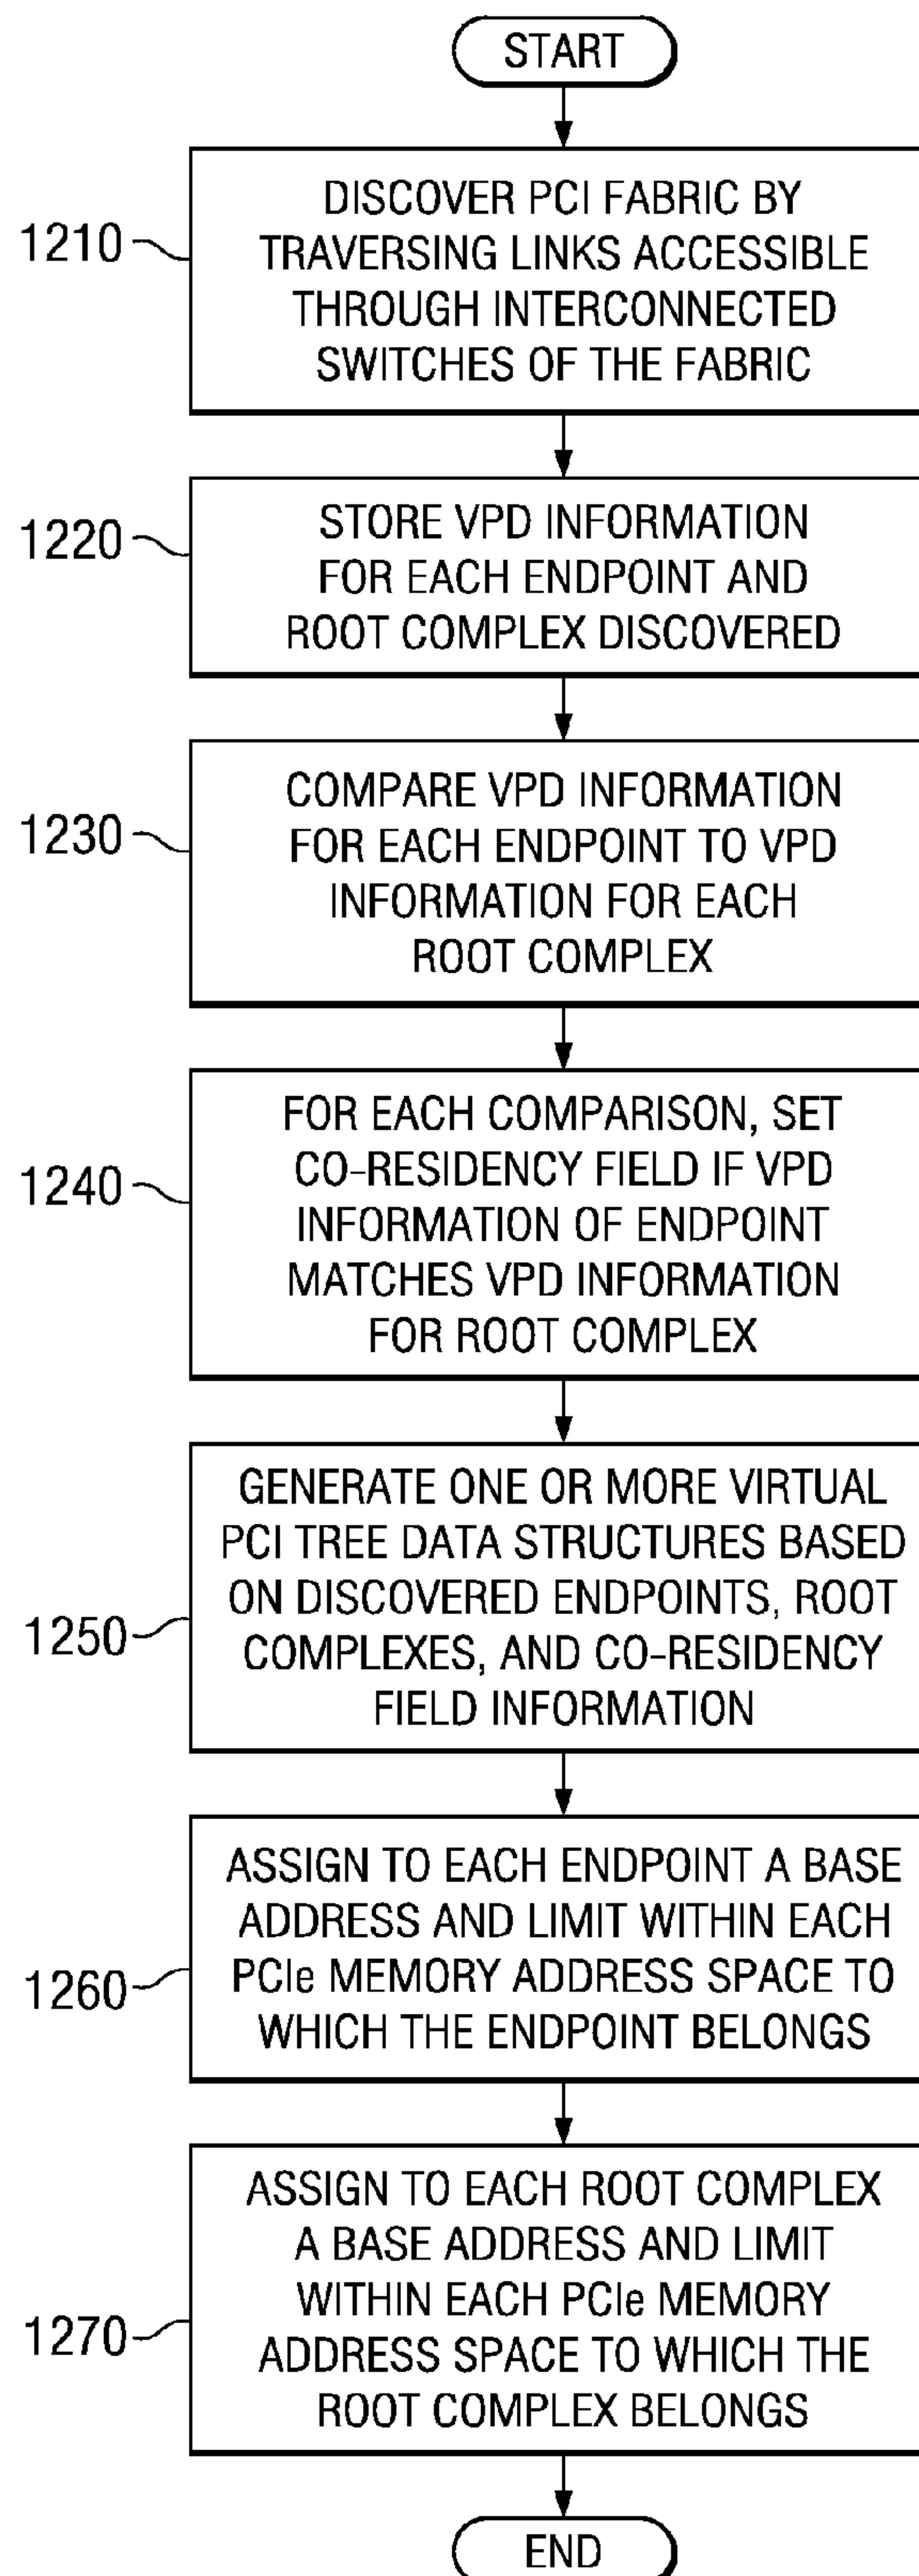 START
1210
DISCOVER PCI FABRIC BY
TRAVERSING LINKS ACCESSIBLE
THROUGH INTERCONNECTED
SWITCHES OF THE FABRIC
1220
STORE VPD INFORMATION
FOR EACH ENDPOINT AND
ROOT COMPLEX DISCOVERED
1230
COMPARE VPD INFORMATION
FOR EACH ENDPOINT TO VPD
INFORMATION FOR EACH
ROOT COMPLEX
1240
FOR EACH COMPARISON, SET
CO-RESIDENCY FIELD IF VPD
INFORMATION OF ENDPOINT
MATCHES VPD INFORMATION
FOR ROOT COMPLEX
1250
GENERATE ONE OR MORE VIRTUAL
PCI TREE DATA STRUCTURES BASED
ON DISCOVERED ENDPOINTS, ROOT
COMPLEXES, AND CO-RESIDENCY
FIELD INFORMATION
1260
ASSIGN TO EACH ENDPOINT A BASE
ADDRESS AND LIMIT WITHIN EACH
PCIe MEMORY ADDRESS SPACE TO
WHICH THE ENDPOINT BELONGS
1270
ASSIGN TO EACH ROOT COMPLEX
A BASE ADDRESS AND LIMIT
WITHIN EACH PCIe MEMORY
ADDRESS SPACE TO WHICH THE
ROOT COMPLEX BELONGS
END